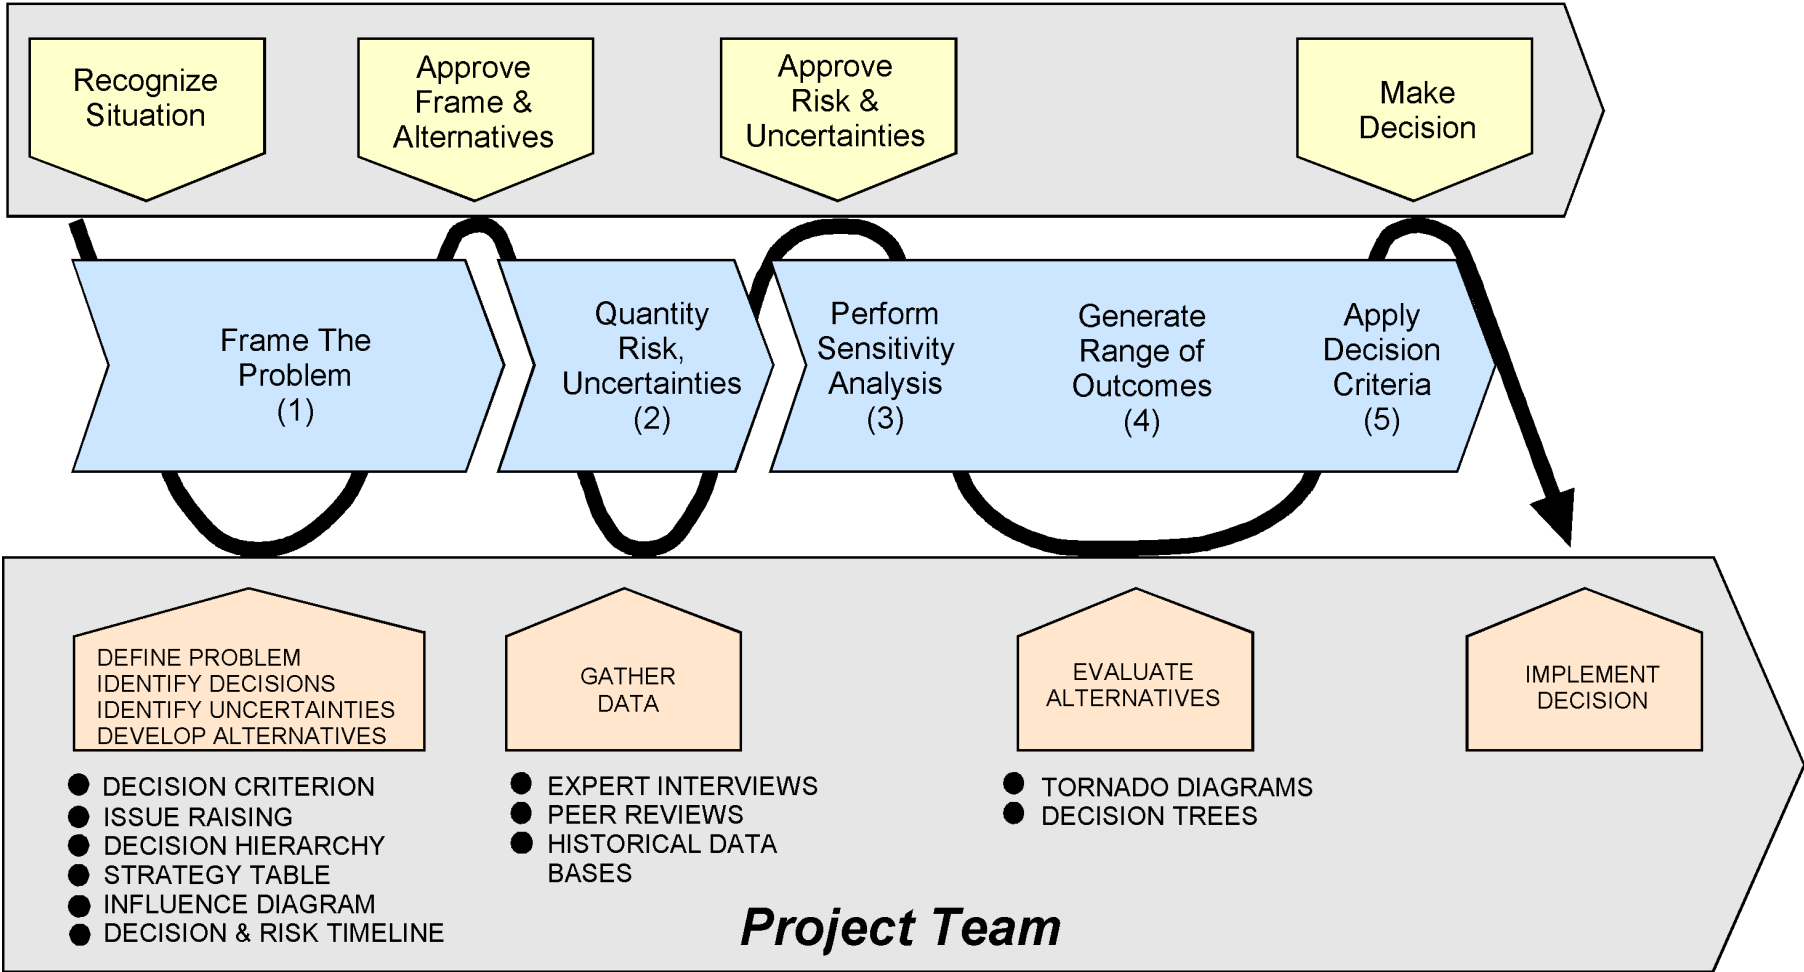 Recognize
Situation
Approve
Frame &
Alternatives
Approve
Risk &
Uncertainties
Make
Decision
Frame The
Problem
(1)
Quantity
Risk,
Uncertainties
(2)
Perform
Sensitivity
Analysis
(3)
Generate
Range of
Outcomes
(4)
Apply
Decision
Criteria
(5)
DEFINE PROBLEM
IDENTIFY DECISIONS
IDENTIFY UNCERTAINTIES
DEVELOP ALTERNATIVES
GATHER
DATA
EVALUATE
ALTERNATIVES
IMPLEMENT
DECISION
● DECISION CRITERION
● ISSUE RAISING
● DECISION HIERARCHY
● STRATEGY TABLE
● INFLUENCE DIAGRAM
● DECISION & RISK TIMELINE
● EXPERT INTERVIEWS
● PEER REVIEWS
● HISTORICAL DATA
BASES
● TORNADO DIAGRAMS
● DECISION TREES
Project Team